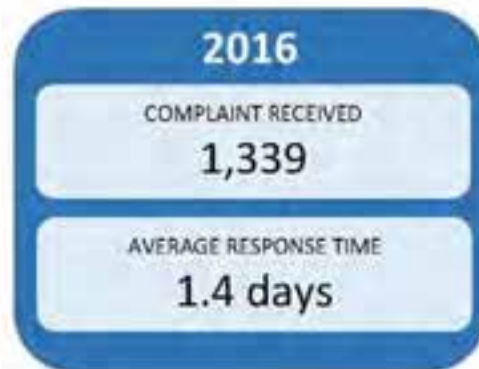 2016
COMPLAINT RECEIVED
1,339
AVERAGE RESPONSE TIME
1.4 days